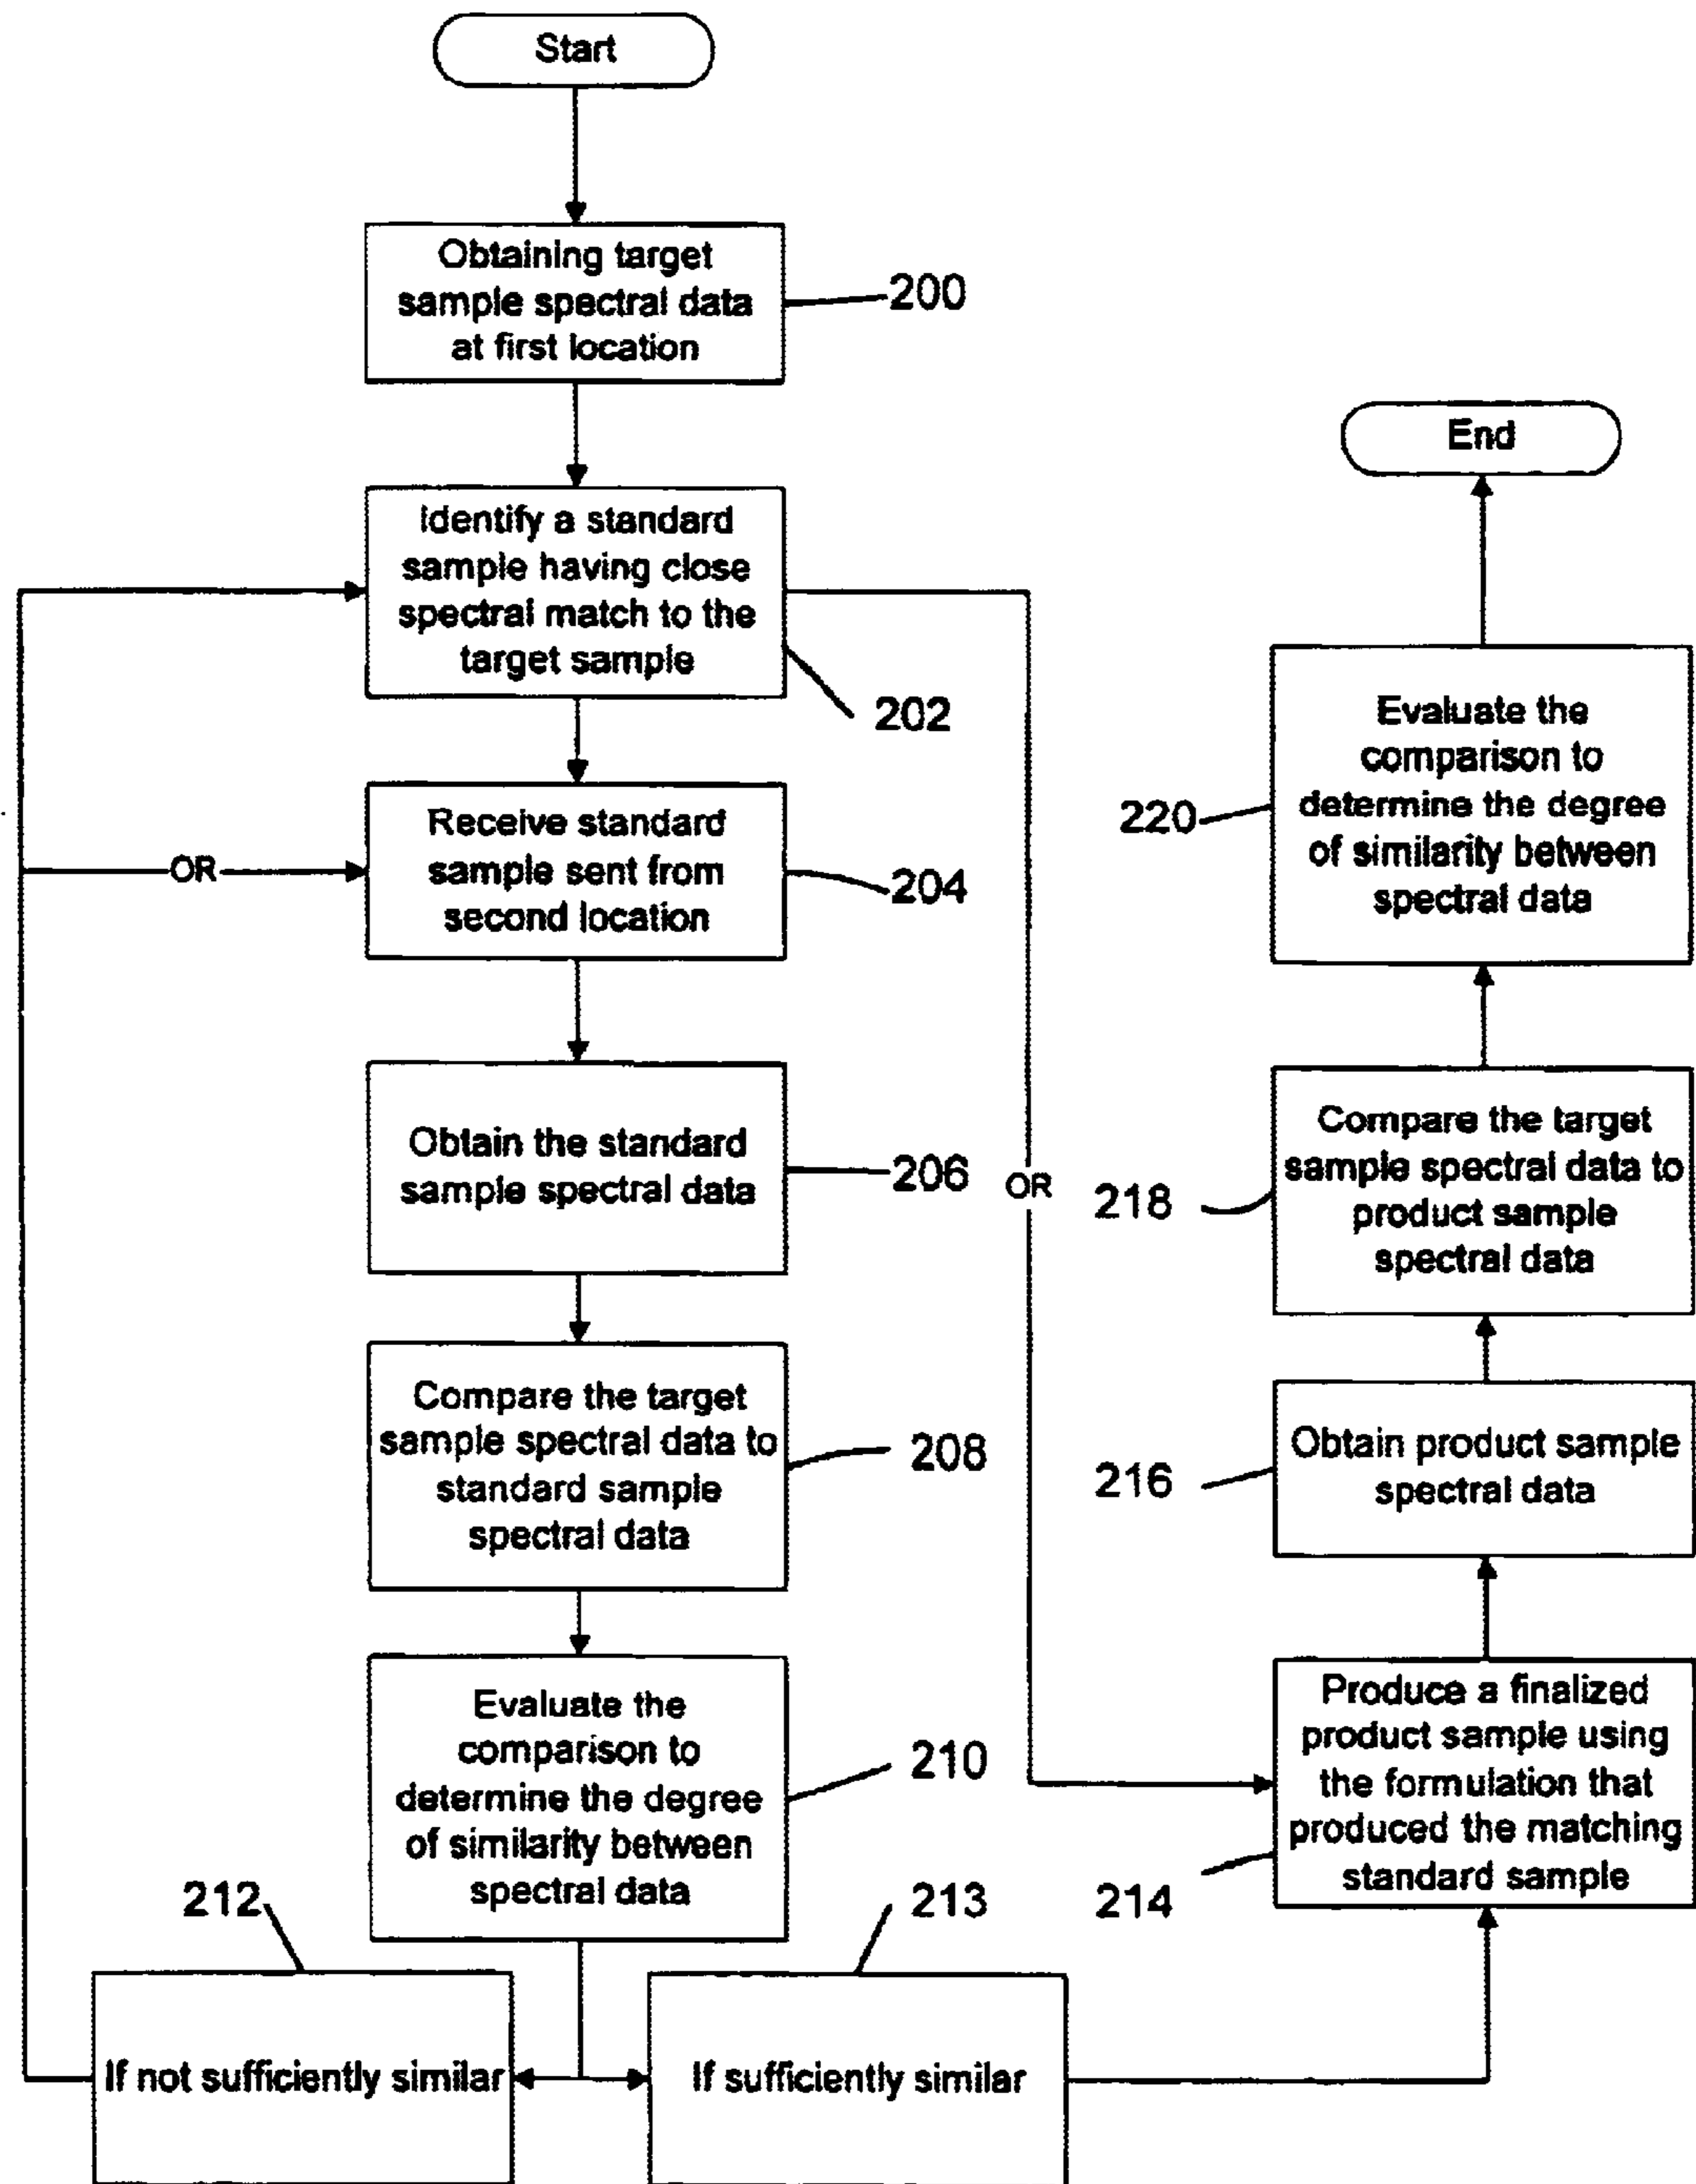 Start
Obtaining target
sample spectral data
at first location
200
Identify a standard
sample having close
spectral match to the
target sample
202
Receive standard
sample sent from
second location
204
OR
Obtain the standard
sample spectral data
206
OR
Compare the target
sample spectral data to
standard sample
spectral data
208
Evaluate the
comparison to
determine the degree
of similarity between
spectral data
210
212
If not sufficiently similar
213
If sufficiently similar
Produce a finalized
product sample using
the formulation that
produced the matching
standard sample
214
Obtain product sample
spectral data
216
Compare the target
sample spectral data to
product sample
spectral data
218
Evaluate the
comparison to
determine the degree
of similarity between
spectral data
220
End